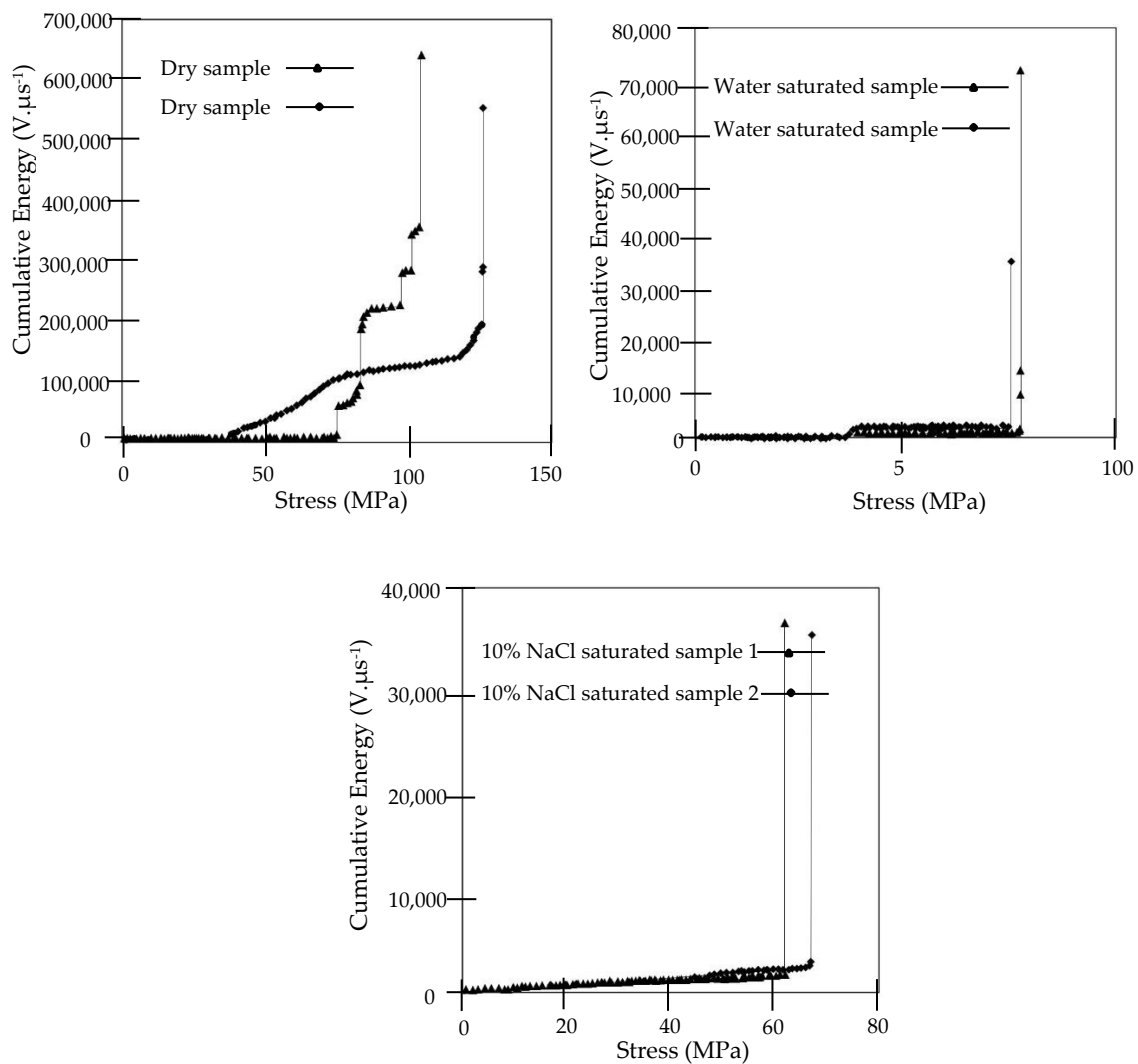 700,000
600,000
500,000
400,000
300,000
200,000
100,000
0
Cumulative Energy (V.µs⁻¹)
Dry sample
Dry sample
0
50
100
150
Stress (MPa)
80,000
70,000
60,000
50,000
40,000
30,000
20,000
10,000
0
Cumulative Energy (V.µs⁻¹)
Water saturated sample
Water saturated sample
0
5
100
Stress (MPa)
40,000
30,000
20,000
10,000
0
Cumulative Energy (V.µs⁻¹)
10% NaCl saturated sample 1
10% NaCl saturated sample 2
0
20
40
60
80
Stress (MPa)